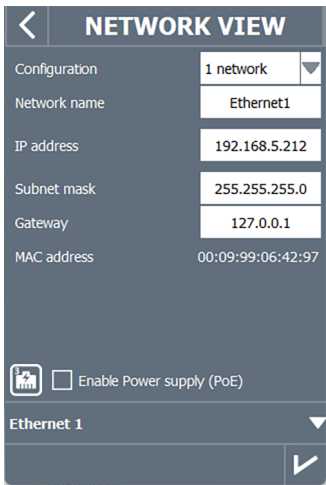 NETWORK VIEW
Configuration 1 network
Network name Ethernet1
IP address 192.168.5.212
Subnet mask 255.255.255.0
Gateway 127.0.0.1
MAC address 00:09:99:06:42:97
3 Enable Power supply (PoE)
Ethernet 1